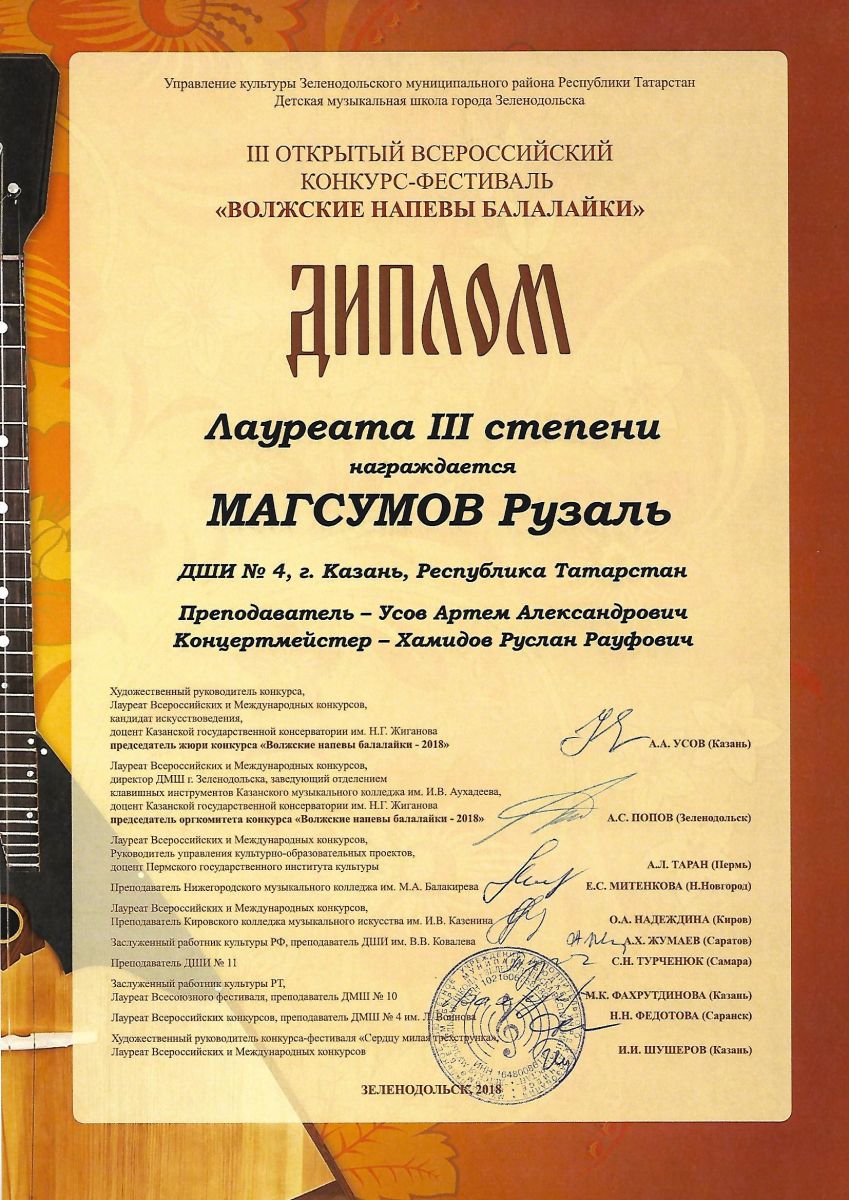 Управление культуры Зеленодольского муниципального района Республики Татарстан
Детская музыкальная школа города Зеленодольска
III ОТКРЫТЫЙ ВСЕРОССИЙСКИЙ
КОНКУРС-ФЕСТИВАЛЬ
«ВОЛЖСКИЕ НАПЕВЫ БАЛАЛАЙКИ»
ДИПЛОМ
Лауреата III степени
награждается
МАГСУМОВ Рузаль
ДШИ № 4, г. Казань, Республика Татарстан
Преподаватель – Усов Артем Александрович
Концертмейстер – Хамидов Руслан Рауфович
Художественный руководитель конкурса,
Лауреат Всероссийских и Международных конкурсов,
кандидат искусствоведения,
доцент Казанской государственной консерватории им. Н.Г. Жиганова
председатель жюри конкурса «Волжские напевы балалайки - 2018» А.А. УСОВ (Казань)
Лауреат Всероссийских и Международных конкурсов,
директор ДМШ г. Зеленодольска, заведующий отделением
клавишных инструментов Казанского музыкального колледжа им. И.В. Аухадеева,
доцент Казанской государственной консерватории им. Н.Г. Жиганова
председатель оргкомитета конкурса «Волжские напевы балалайки - 2018» А.С. ПОПОВ (Зеленодольск)
Лауреат Всероссийских и Международных конкурсов,
Руководитель управления культурно-образовательных проектов,
доцент Пермского государственного института культуры А.Л. ТАРАН (Пермь)
Преподаватель Нижегородского музыкального колледжа им. М.А. Балакирева Е.С. МИТЕНКОВА (Н.Новгород)
Лауреат Всероссийских и Международных конкурсов,
Преподаватель Кировского колледжа музыкального искусства им. И.В. Казенина О.А. НАДЕЖДИНА (Киров)
Заслуженный работник культуры РФ, преподаватель ДШИ им. В.В. Ковалева А.Х. ЖУМАЕВ (Саратов)
Преподаватель ДШИ № 11 С.Н. ТУРЧЕНЮК (Самара)
Заслуженный работник культуры РТ,
Лауреат Всесоюзного фестиваля, преподаватель ДМШ № 10 М.К. ФАХРУТДИНОВА (Казань)
Лауреат Всероссийских конкурсов, преподаватель ДМШ № 4 им. Л. Воинова Н.Н. ФЕДОТОВА (Саранск)
Художественный руководитель конкурса-фестиваля «Сердцу милая трёхструнка»,
Лауреат Всероссийских и Международных конкурсов И.И. ШУШЕРОВ (Казань)
ЗЕЛЕНОДОЛЬСК, 2018